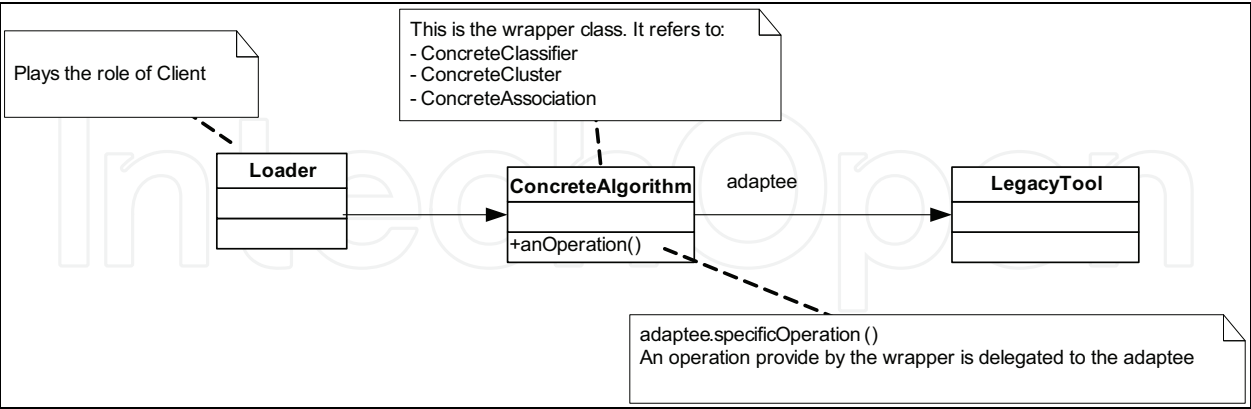 This is the wrapper class. It refers to:
- ConcreteClassifier
- ConcreteCluster
- ConcreteAssociation
Plays the role of Client
Loader
ConcreteAlgorithm
+anOperation()
adaptee
LegacyTool
adaptee.specificOperation ()
An operation provide by the wrapper is delegated to the adaptee
IntechOpen